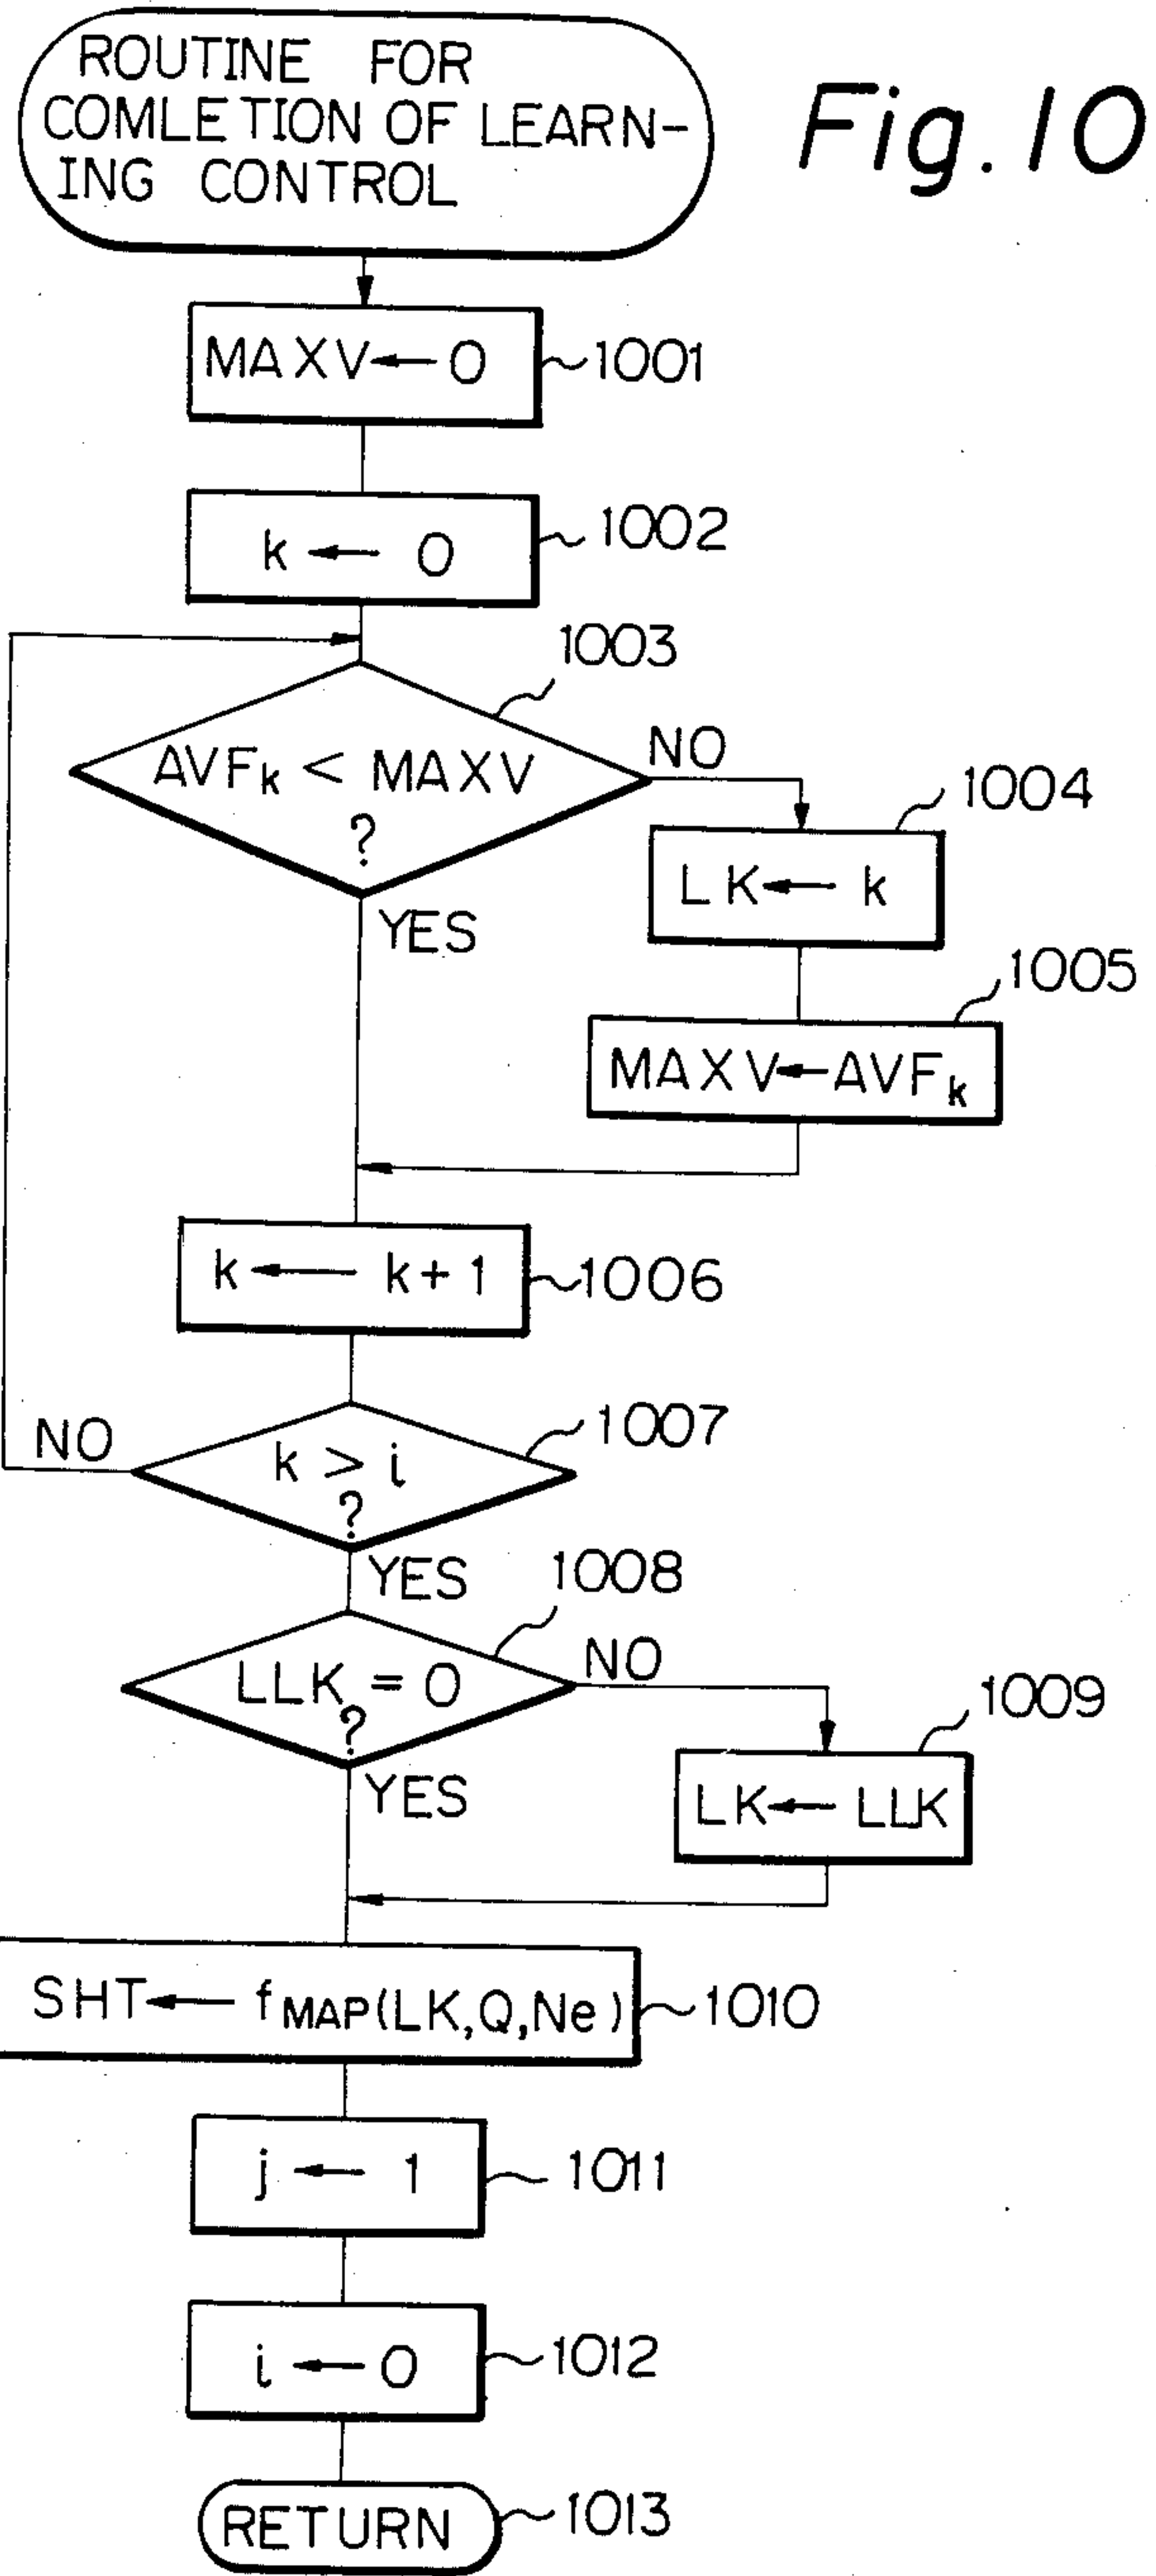 ROUTINE FOR
COMLETION OF LEARN-
ING CONTROL
Fig. 10
MAXV ← 0
1001
k ← 0
1002
1003
AVFk < MAXV
?
NO
YES
1004
LK ← k
1005
MAXV ← AVFk
k ← k+1
1006
1007
k > i
?
NO
YES
1008
LLK = 0
?
NO
YES
1009
LK ← LLK
SHT ← fMAP(LK,Q,Ne)
1010
j ← 1
1011
i ← 0
1012
RETURN
1013